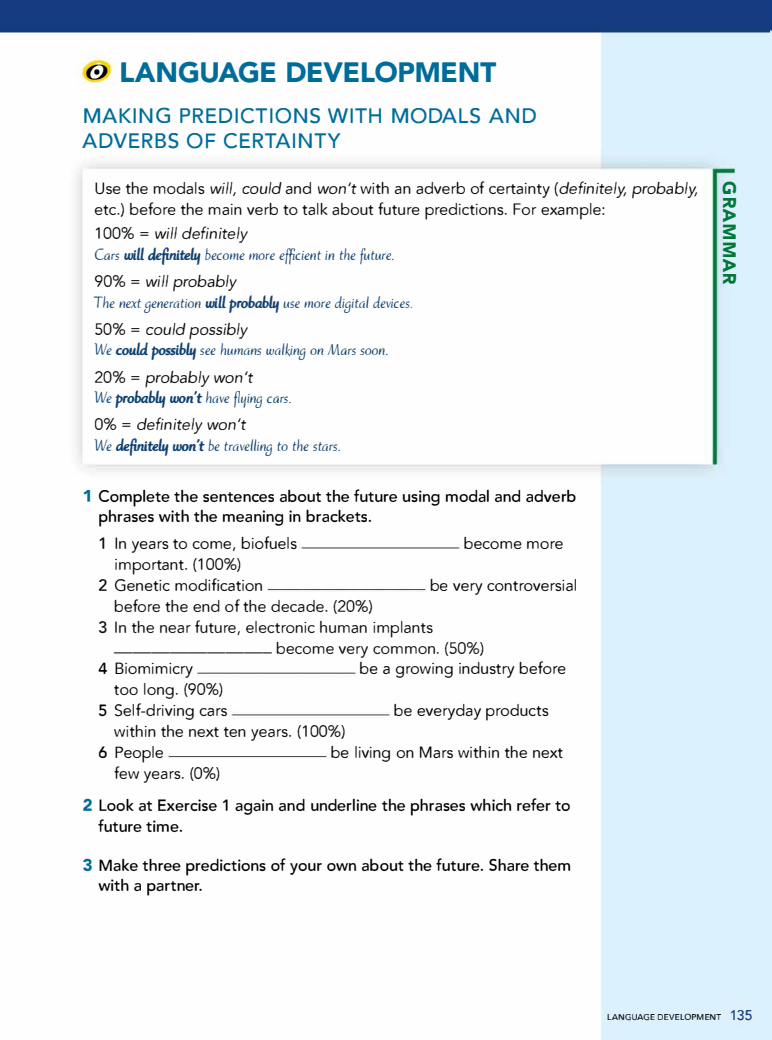 LANGUAGE DEVELOPMENT
MAKING PREDICTIONS WITH MODALS AND
ADVERBS OF CERTAINTY
Use the modals will, could and won't with an adverb of certainty (definitely, probably,
etc.) before the main verb to talk about future predictions. For example:
100% = will definitely
Cars will definitely become more efficient in the future.
90% = will probably
The next generation will probably use more digital devices.
50% = could possibly
We could possibly see humans walking on Mars soon.
20% = probably won't
We probably won't have flying cars.
0% = definitely won't
We definitely won't be travelling to the stars.
GRAMMAR
1 Complete the sentences about the future using modal and adverb
phrases with the meaning in brackets.
1 In years to come, biofuels ____________________ become more
important. (100%)
2 Genetic modification ____________________ be very controversial
before the end of the decade. (20%)
3 In the near future, electronic human implants
____________________ become very common. (50%)
4 Biomimicry ____________________ be a growing industry before
too long. (90%)
5 Self-driving cars ____________________ be everyday products
within the next ten years. (100%)
6 People ____________________ be living on Mars within the next
few years. (0%)
2 Look at Exercise 1 again and underline the phrases which refer to
future time.
3 Make three predictions of your own about the future. Share them
with a partner.
LANGUAGE DEVELOPMENT 135